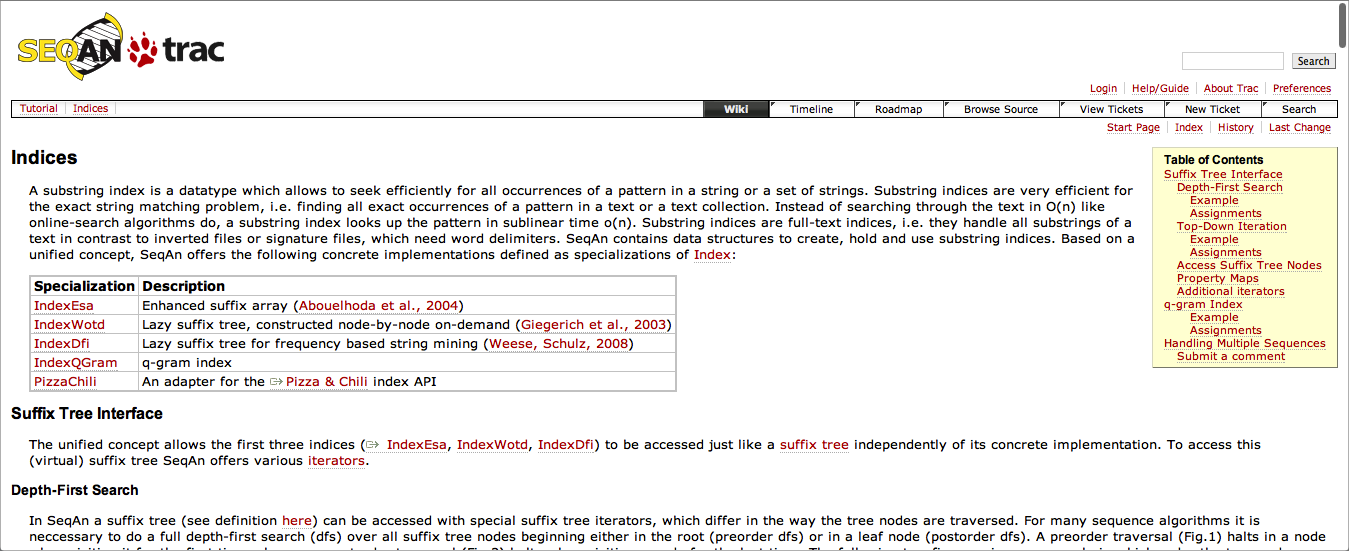 SEQAN trac
Search
Login Help/Guide About Trac Preferences
Tutorial Indices Wiki Timeline Roadmap Browse Source View Tickets New Ticket Search
Start Page Index History Last Change
Indices
A substring index is a datatype which allows to seek efficiently for all occurrences of a pattern in a string or a set of strings. Substring indices are very efficient for
the exact string matching problem, i.e. finding all exact occurrences of a pattern in a text or a text collection. Instead of searching through the text in O(n) like
online-search algorithms do, a substring index looks up the pattern in sublinear time o(n). Substring indices are full-text indices, i.e. they handle all substrings of a
text in contrast to inverted files or signature files, which need word delimiters. SeqAn contains data structures to create, hold and use substring indices. Based on a
unified concept, SeqAn offers the following concrete implementations defined as specializations of Index:
Specialization Description
IndexEsa Enhanced suffix array (Abouelhoda et al., 2004)
IndexWotd Lazy suffix tree, constructed node-by-node on-demand (Giegerich et al., 2003)
IndexDfi Lazy suffix tree for frequency based string mining (Weese, Schulz, 2008)
IndexQGram q-gram index
PizzaChili An adapter for the Pizza & Chili index API
Table of Contents
Suffix Tree Interface
Depth-First Search
Example
Assignments
Top-Down Iteration
Example
Assignments
Access Suffix Tree Nodes
Property Maps
Additional iterators
q-gram Index
Example
Assignments
Handling Multiple Sequences
Submit a comment
Suffix Tree Interface
The unified concept allows the first three indices ( IndexEsa, IndexWotd, IndexDfi) to be accessed just like a suffix tree independently of its concrete implementation. To access this
(virtual) suffix tree SeqAn offers various iterators.
Depth-First Search
In SeqAn a suffix tree (see definition here) can be accessed with special suffix tree iterators, which differ in the way the tree nodes are traversed. For many sequence algorithms it is
neccessary to do a full depth-first search (dfs) over all suffix tree nodes beginning either in the root (preorder dfs) or in a leaf node (postorder dfs). A preorder traversal (Fig.1) halts in a node